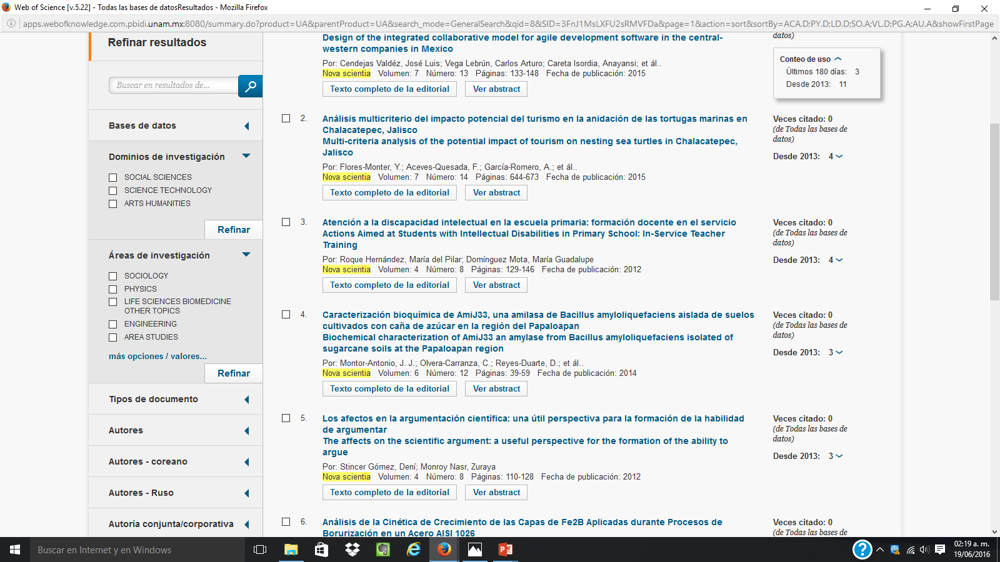 Web of Science [v.5.22] - Todas las bases de datosResultados - Mozilla Firefox
apps.webofknowledge.com.pbidi.unam.mx:8080/summary.do?product=UA&parentProduct=UA&search_mode=GeneralSearch&qid=8&SID=3FnJ1MsLXFU2sRMVFDa&page=1&action=sort&sortBy=ACA.D;PY.D;LD.D;SO.A;VL.D;PG.A;AU.A&showFirstPage
Refinar resultados
Buscar en resultados de...
Bases de datos
Dominios de investigación
SOCIAL SCIENCES
SCIENCE TECHNOLOGY
ARTS HUMANITIES
Refinar
Áreas de investigación
SOCIOLOGY
PHYSICS
LIFE SCIENCES BIOMEDICINE
OTHER TOPICS
ENGINEERING
AREA STUDIES
más opciones / valores...
Refinar
Tipos de documento
Autores
Autores - coreano
Autores - Ruso
Autoría conjunta/corporativa
Design of the integrated collaborative model for agile development software in the central-
western companies in Mexico
Por: Cendejas Valdéz, José Luis; Vega Lebrún, Carlos Arturo; Careta Isordia, Anayansi; et ál..
Nova scientia Volumen: 7 Número: 13 Páginas: 133-148 Fecha de publicación: 2015
Texto completo de la editorial Ver abstract
datos)
Conteo de uso
Últimos 180 días: 3
Desde 2013: 11
2. Análisis multicriterio del impacto potencial del turismo en la anidación de las tortugas marinas en
Chalacatepec, Jalisco
Multi-criteria analysis of the potential impact of tourism on nesting sea turtles in Chalacatepec,
Jalisco
Por: Flores-Monter, Y.; Aceves-Quesada, F.; García-Romero, A.; et ál..
Nova scientia Volumen: 7 Número: 14 Páginas: 644-673 Fecha de publicación: 2015
Texto completo de la editorial Ver abstract
Veces citado: 0
(de Todas las bases de
datos)
Desde 2013: 4
3. Atención a la discapacidad intelectual en la escuela primaria: formación docente en el servicio
Actions Aimed at Students with Intellectual Disabilities in Primary School: In-Service Teacher
Training
Por: Roque Hernández, María del Pilar; Domínguez Mota, María Guadalupe
Nova scientia Volumen: 4 Número: 8 Páginas: 129-146 Fecha de publicación: 2012
Texto completo de la editorial Ver abstract
Veces citado: 0
(de Todas las bases de
datos)
Desde 2013: 4
4. Caracterización bioquímica de AmiJ33, una amilasa de Bacillus amyloliquefaciens aislada de suelos
cultivados con caña de azúcar en la región del Papaloapan
Biochemical characterization of AmiJ33 an amylase from Bacillus amyloliquefaciens isolated of
sugarcane soils at the Papaloapan region
Por: Montor-Antonio, J. J.; Olvera-Carranza, C.; Reyes-Duarte, D.; et ál..
Nova scientia Volumen: 6 Número: 12 Páginas: 39-59 Fecha de publicación: 2014
Texto completo de la editorial Ver abstract
Veces citado: 0
(de Todas las bases de
datos)
Desde 2013: 3
5. Los afectos en la argumentación científica: una útil perspectiva para la formación de la habilidad
de argumentar
The affects on the scientific argument: a useful perspective for the formation of the ability to
argue
Por: Stincer Gómez, Dení; Monroy Nasr, Zuraya
Nova scientia Volumen: 4 Número: 8 Páginas: 110-128 Fecha de publicación: 2012
Texto completo de la editorial Ver abstract
Veces citado: 0
(de Todas las bases de
datos)
Desde 2013: 3
6. Análisis de la Cinética de Crecimiento de las Capas de Fe2B Aplicadas durante Procesos de
Borurización en un Acero AISI 1026
Veces citado: 0
(de Todas las bases de
Buscar en Internet y en Windows
02:19 a. m.
19/06/2016